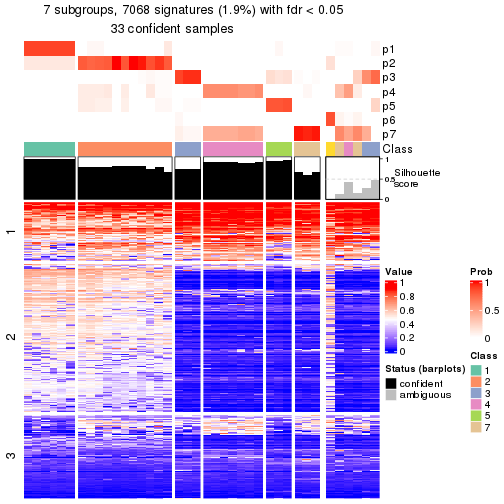 7 subgroups, 7068 signatures (1.9%) with fdr < 0.05
33 confident samples
p1
p2
p3
p4
p5
p6
p7
Class
1
0.5
0
Silhouette
score
1
2
3
Value
1
0.8
0.6
0.4
0.2
0
Prob
1
0.5
0
Status (barplots)
confident
ambiguous
Class
1
2
3
4
5
7